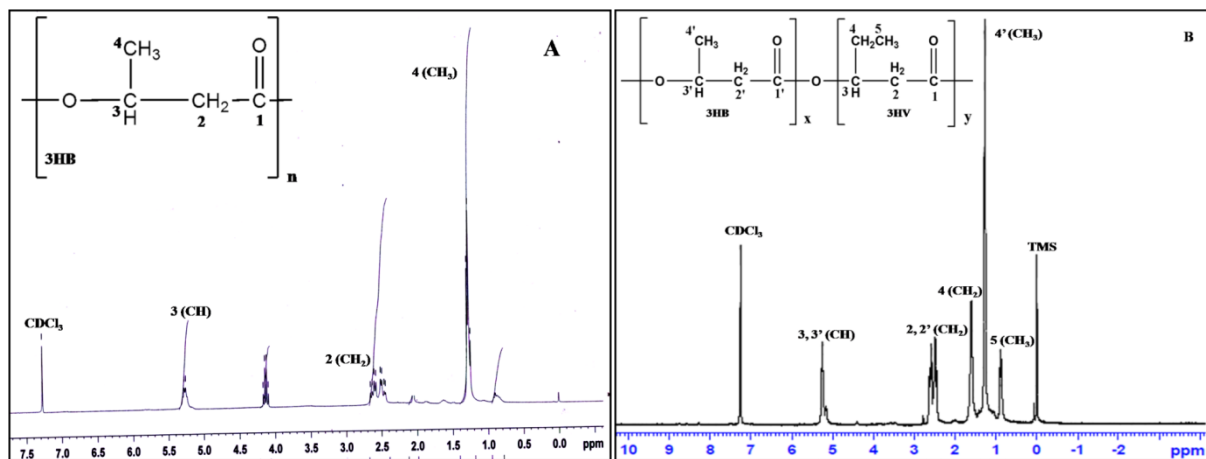 A
4CH₃
O
O
C
H
3
CH₂
2
C
1
3HB
n
4 (CH₃)
CDCl₃
3 (CH)
2 (CH₂)
7.5 7.0 6.5 6.0 5.5 5.0 4.5 4.0 3.5 3.0 2.5 2.0 1.5 1.0 0.0 ppm
B
4' CH₃
O
O
C
3'H
H₂
C
2'
C
1'
3HB
x
O
4 5
CH₂CH₃
O
C
3 H
H₂
C
2
C
1
3HV
y
4' (CH₃)
CDCl₃
TMS
4 (CH₂)
3, 3' (CH)
2, 2' (CH₂)
5 (CH₃)
10 9 8 7 6 5 4 3 2 1 0 -1 -2 ppm